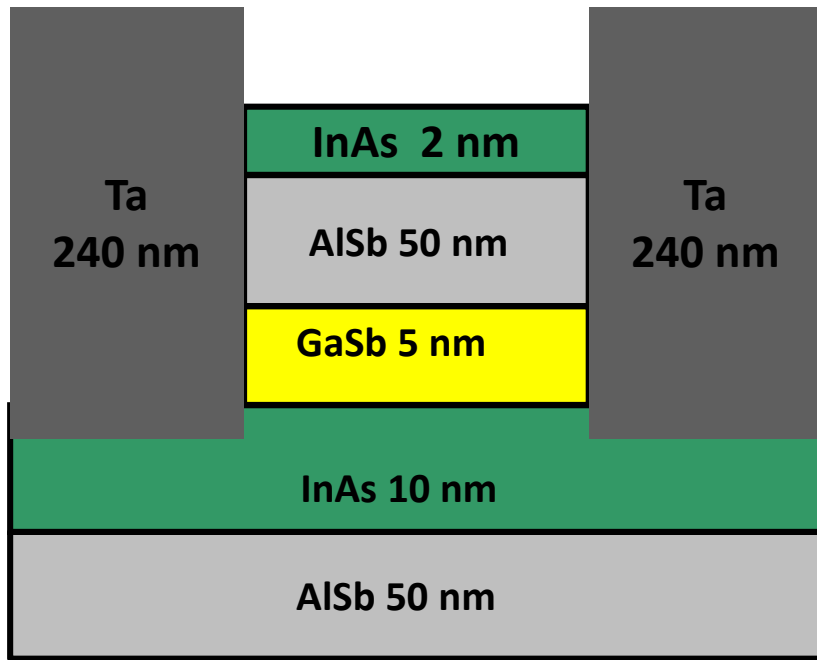 InAs  2 nm
Ta
240 nm
AlSb 50 nm
Ta
240 nm
GaSb 5 nm
InAs 10 nm
AlSb 50 nm